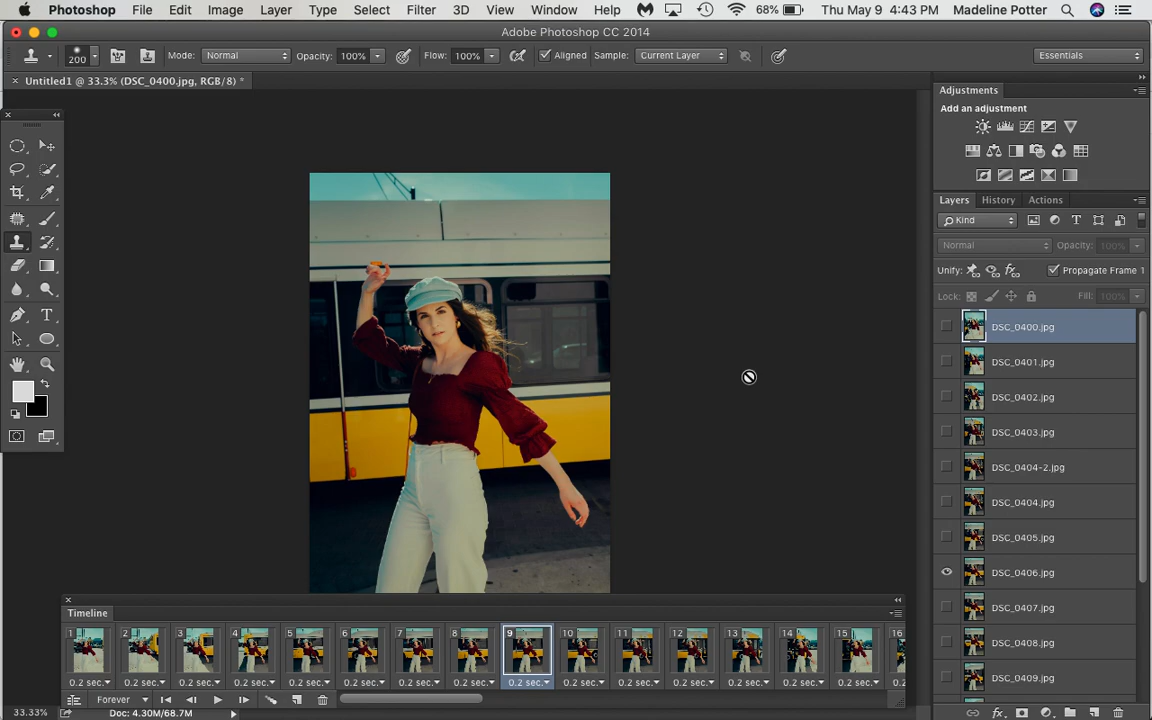 Photoshop File Edit Image Layer Type Select Filter 3D View Window Help 68% Thu May 9 4:43 PM Madeline Potter
Adobe Photoshop CC 2014
200 Mode: Normal Opacity: 100% Flow: 100% Aligned Sample: Current Layer Essentials
× Untitled1 @ 33.3% (DSC_0400.jpg, RGB/8) *
Adjustments
Add an adjustment
Layers History Actions
Kind
Normal Opacity: 100%
Unify: Propagate Frame 1
Lock: Fill: 100%
DSC_0400.jpg
DSC_0401.jpg
DSC_0402.jpg
DSC_0403.jpg
DSC_0404-2.jpg
DSC_0404.jpg
DSC_0405.jpg
DSC_0406.jpg
DSC_0407.jpg
DSC_0408.jpg
DSC_0409.jpg
Timeline
1 2 3 4 5 6 7 8 9 10 11 12 13 14 15 16
0.2 sec. 0.2 sec. 0.2 sec. 0.2 sec. 0.2 sec. 0.2 sec. 0.2 sec. 0.2 sec. 0.2 sec. 0.2 sec. 0.2 sec. 0.2 sec. 0.2 sec. 0.2 sec. 0.2 sec. 0.2
Forever
33.33% Doc: 4.30M/68.7M